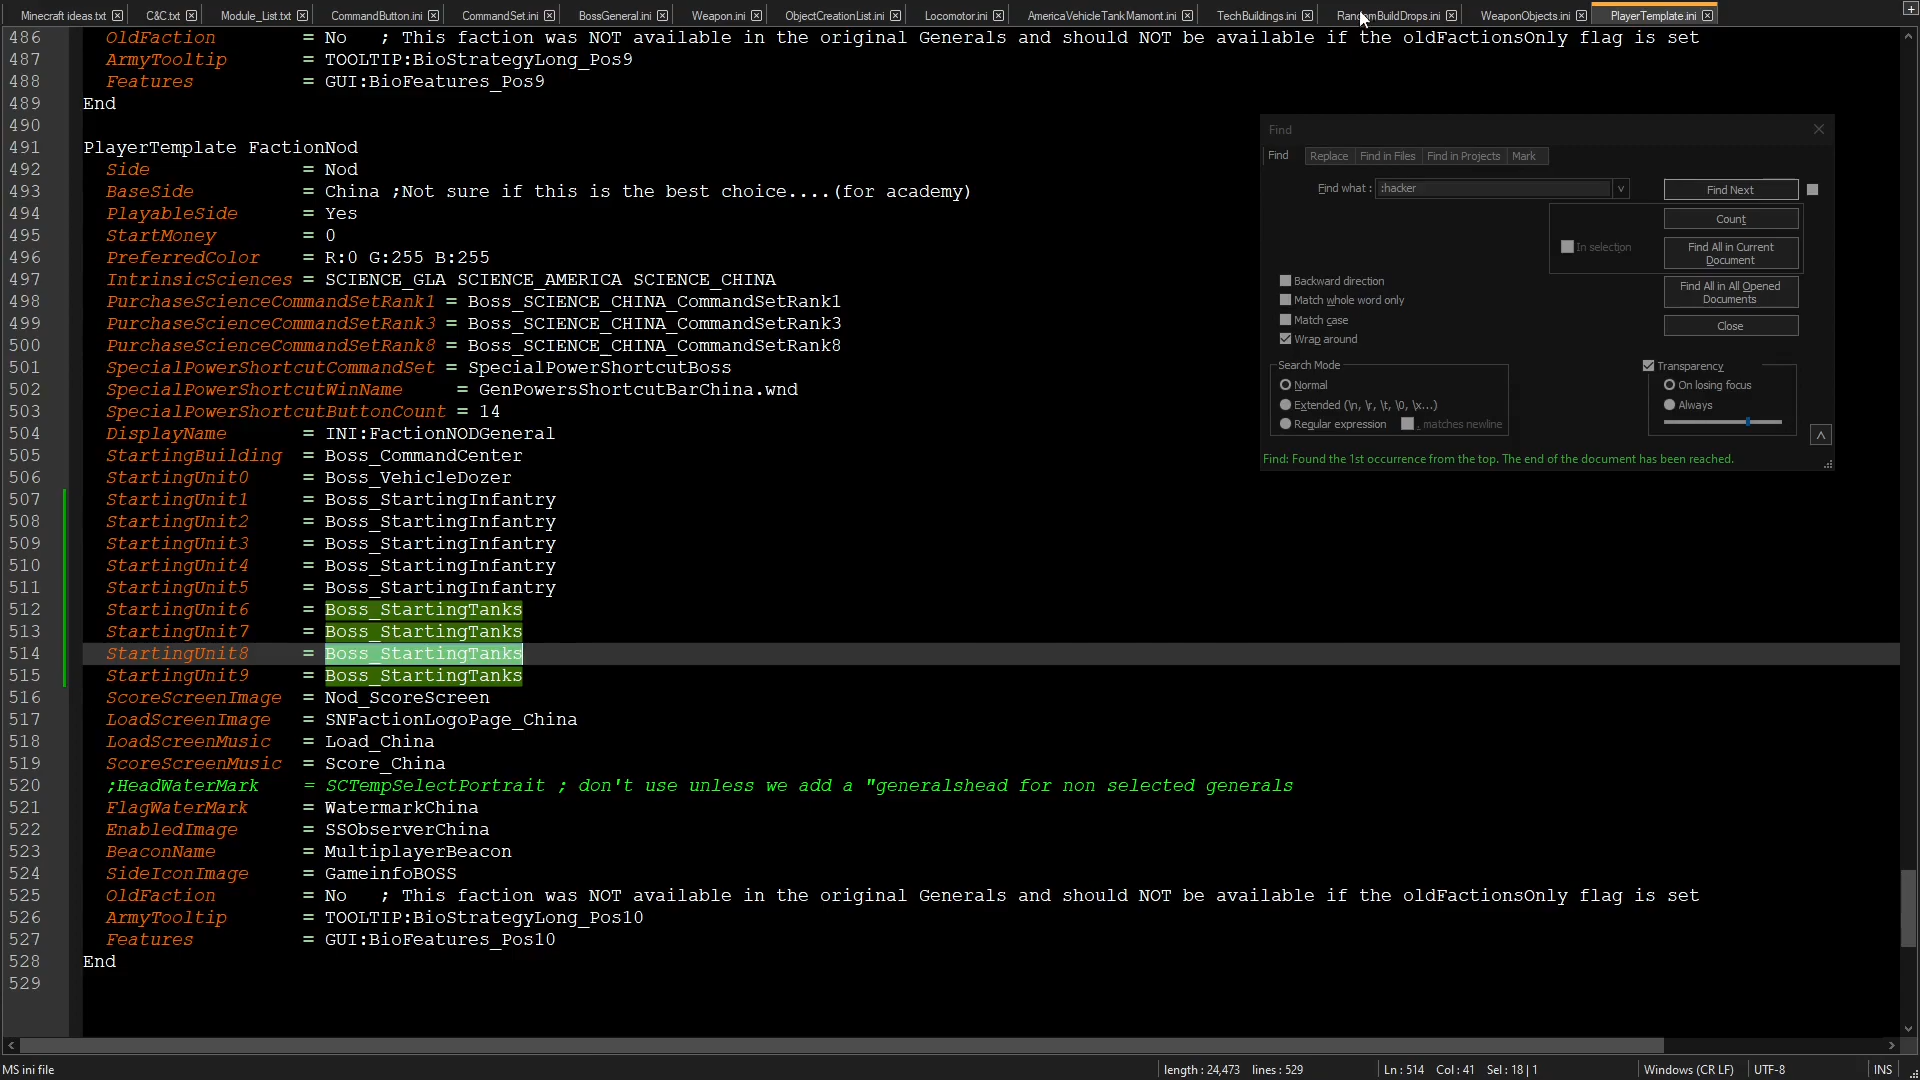 Minecraft ideas.txt C&C.txt Module_List.txt CommandButton.ini CommandSet.ini BossGeneral.ini Weapon.ini ObjectCreationList.ini Locomotor.ini AmericaVehicleTankMamont.ini TechBuildings.ini RandomBuildDrops.ini WeaponObjects.ini PlayerTemplate.ini
486 OldFaction = No ; This faction was NOT available in the original Generals and should NOT be available if the oldFactionsOnly flag is set
487 ArmyTooltip = TOOLTIP:BioStrategyLong_Pos9
488 Features = GUI:BioFeatures_Pos9
489 End
490
491 PlayerTemplate FactionNod
492 Side = Nod
493 BaseSide = China ;Not sure if this is the best choice....(for academy)
494 PlayableSide = Yes
495 StartMoney = 0
496 PreferredColor = R:0 G:255 B:255
497 IntrinsicSciences = SCIENCE_GLA SCIENCE_AMERICA SCIENCE_CHINA
498 PurchaseScienceCommandSetRank1 = Boss_SCIENCE_CHINA_CommandSetRank1
499 PurchaseScienceCommandSetRank3 = Boss_SCIENCE_CHINA_CommandSetRank3
500 PurchaseScienceCommandSetRank8 = Boss_SCIENCE_CHINA_CommandSetRank8
501 SpecialPowerShortcutCommandSet = SpecialPowerShortcutBoss
502 SpecialPowerShortcutWinName = GenPowersShortcutBarChina.wnd
503 SpecialPowerShortcutButtonCount = 14
504 DisplayName = INI:FactionNODGeneral
505 StartingBuilding = Boss_CommandCenter
506 StartingUnit0 = Boss_VehicleDozer
507 StartingUnit1 = Boss_StartingInfantry
508 StartingUnit2 = Boss_StartingInfantry
509 StartingUnit3 = Boss_StartingInfantry
510 StartingUnit4 = Boss_StartingInfantry
511 StartingUnit5 = Boss_StartingInfantry
512 StartingUnit6 = Boss_StartingTanks
513 StartingUnit7 = Boss_StartingTanks
514 StartingUnit8 = Boss_StartingTanks
515 StartingUnit9 = Boss_StartingTanks
516 ScoreScreenImage = Nod_ScoreScreen
517 LoadScreenImage = SNFactionLogoPage_China
518 LoadScreenMusic = Load_China
519 ScoreScreenMusic = Score_China
520 ;HeadWaterMark = SCTempSelectPortrait ; don't use unless we add a "generalshead for non selected generals
521 FlagWaterMark = WatermarkChina
522 EnabledImage = SSObserverChina
523 BeaconName = MultiplayerBeacon
524 SideIconImage = GameinfoBOSS
525 OldFaction = No ; This faction was NOT available in the original Generals and should NOT be available if the oldFactionsOnly flag is set
526 ArmyTooltip = TOOLTIP:BioStrategyLong_Pos10
527 Features = GUI:BioFeatures_Pos10
528 End
529
Find
Find Replace Find in Files Find in Projects Mark
Find what : :hacker Find Next
Count
In selection Find All in Current
Document
Backward direction Find All in All Opened
Match whole word only Documents
Match case Close
Wrap around
Search Mode Transparency
Normal On losing focus
Extended (\n, \r, \t, \0, \x...) Always
Regular expression . matches newline
Find: Found the 1st occurrence from the top. The end of the document has been reached.
MS ini file length : 24,473 lines : 529 Ln : 514 Col : 41 Sel : 18 | 1 Windows (CR LF) UTF-8 INS